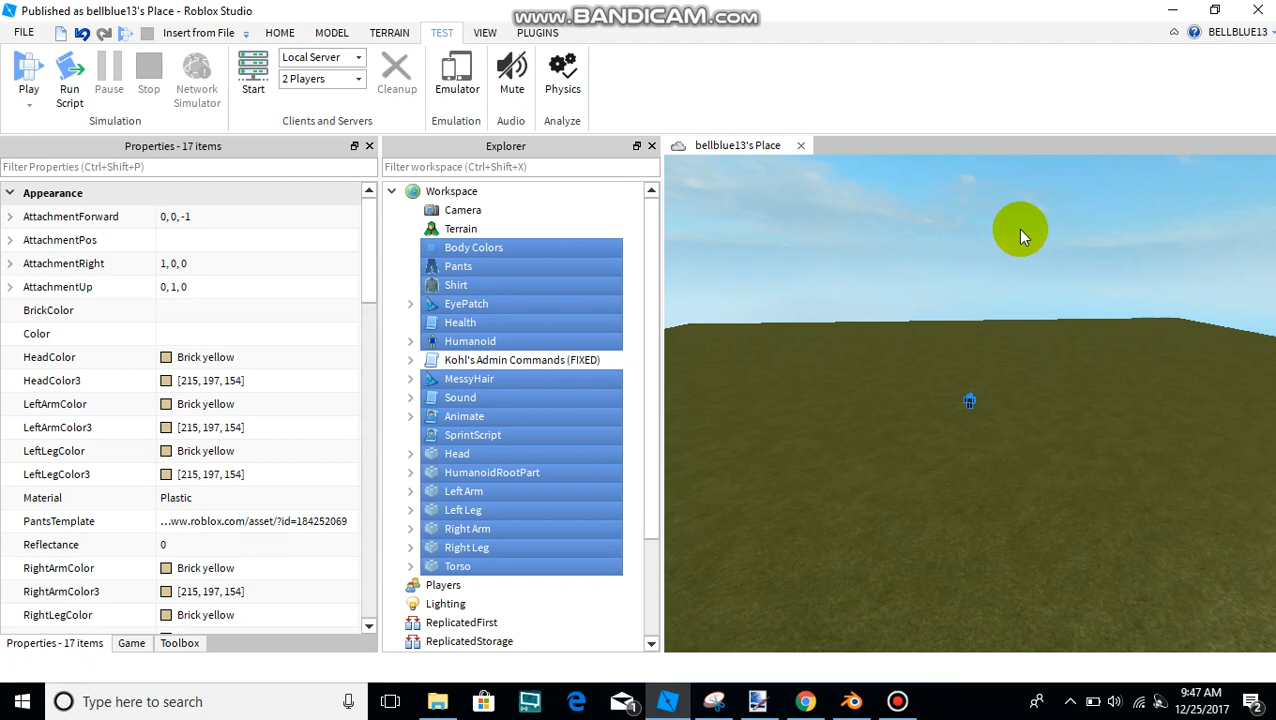 Published as bellblue13's Place - Roblox Studio
www.BANDICAM.com
FILE
Insert from File
HOME
MODEL
TERRAIN
TEST
VIEW
PLUGINS
BELLBLUE13
Play
Run Script
Pause
Stop
Network Simulator
Simulation
Start
Local Server
2 Players
Cleanup
Clients and Servers
Emulator
Emulation
Mute
Audio
Physics
Analyze
Properties - 17 items
Filter Properties (Ctrl+Shift+P)
Appearance
AttachmentForward 0, 0, -1
AttachmentPos
AttachmentRight 1, 0, 0
AttachmentUp 0, 1, 0
BrickColor
Color
HeadColor Brick yellow
HeadColor3 [215, 197, 154]
LeftArmColor Brick yellow
LeftArmColor3 [215, 197, 154]
LeftLegColor Brick yellow
LeftLegColor3 [215, 197, 154]
Material Plastic
PantsTemplate ...ww.roblox.com/asset/?id=184252069
Reflectance 0
RightArmColor Brick yellow
RightArmColor3 [215, 197, 154]
RightLegColor Brick yellow
Properties - 17 items
Game
Toolbox
Explorer
Filter workspace (Ctrl+Shift+X)
Workspace
Camera
Terrain
Body Colors
Pants
Shirt
EyePatch
Health
Humanoid
Kohl's Admin Commands (FIXED)
MessyHair
Sound
Animate
SprintScript
Head
HumanoidRootPart
Left Arm
Left Leg
Right Arm
Right Leg
Torso
Players
Lighting
ReplicatedFirst
ReplicatedStorage
bellblue13's Place
Type here to search
1
9:47 AM
12/25/2017
2